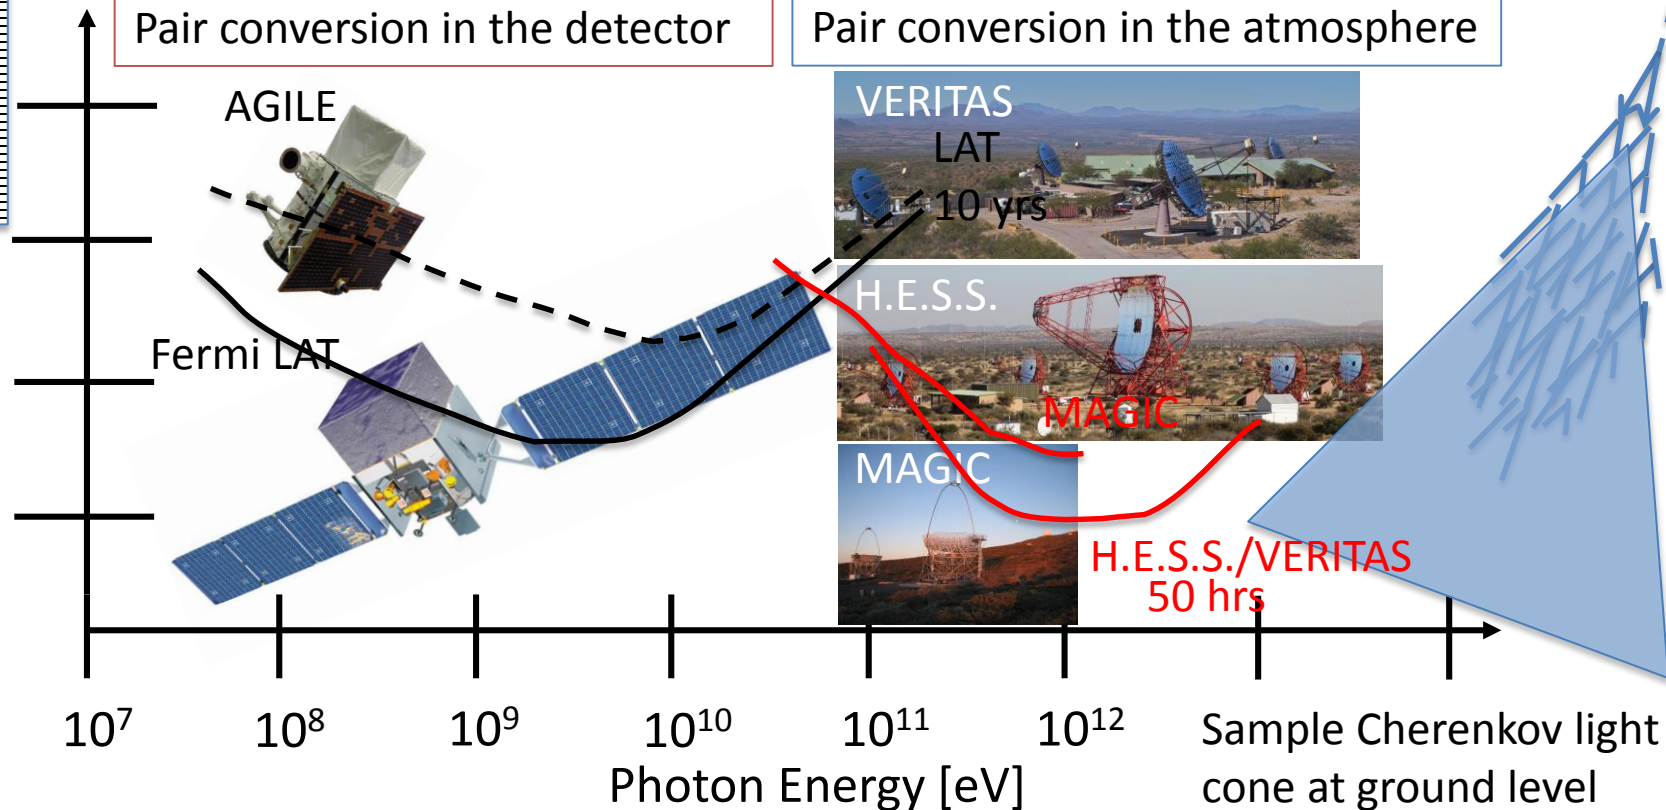 Pair conversion in the detector
Pair conversion in the atmosphere
AGILE
VERITAS
LAT
10 yrs
H.E.S.S.
Fermi LAT
MAGIC
MAGIC
H.E.S.S./VERITAS
50 hrs
10⁷ 10⁸ 10⁹ 10¹⁰ 10¹¹ 10¹²
Photon Energy [eV]
Sample Cherenkov light
cone at ground level